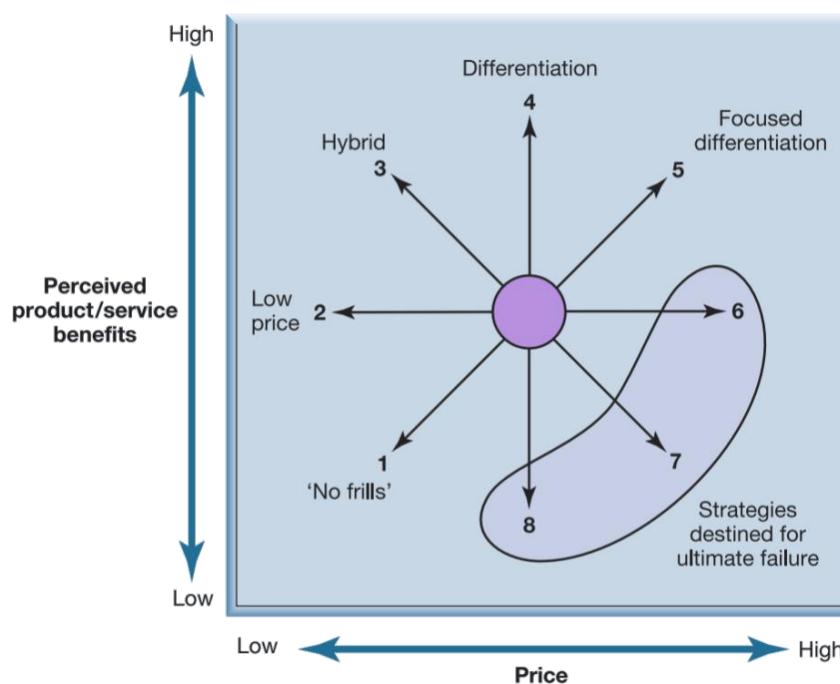 High
Differentiation
4
Focused
differentiation
5
Hybrid
3
Perceived
product/service
benefits
Low
price
2
6
1
'No frills'
7
8
Strategies
destined for
ultimate failure
Low
Low
High
Price